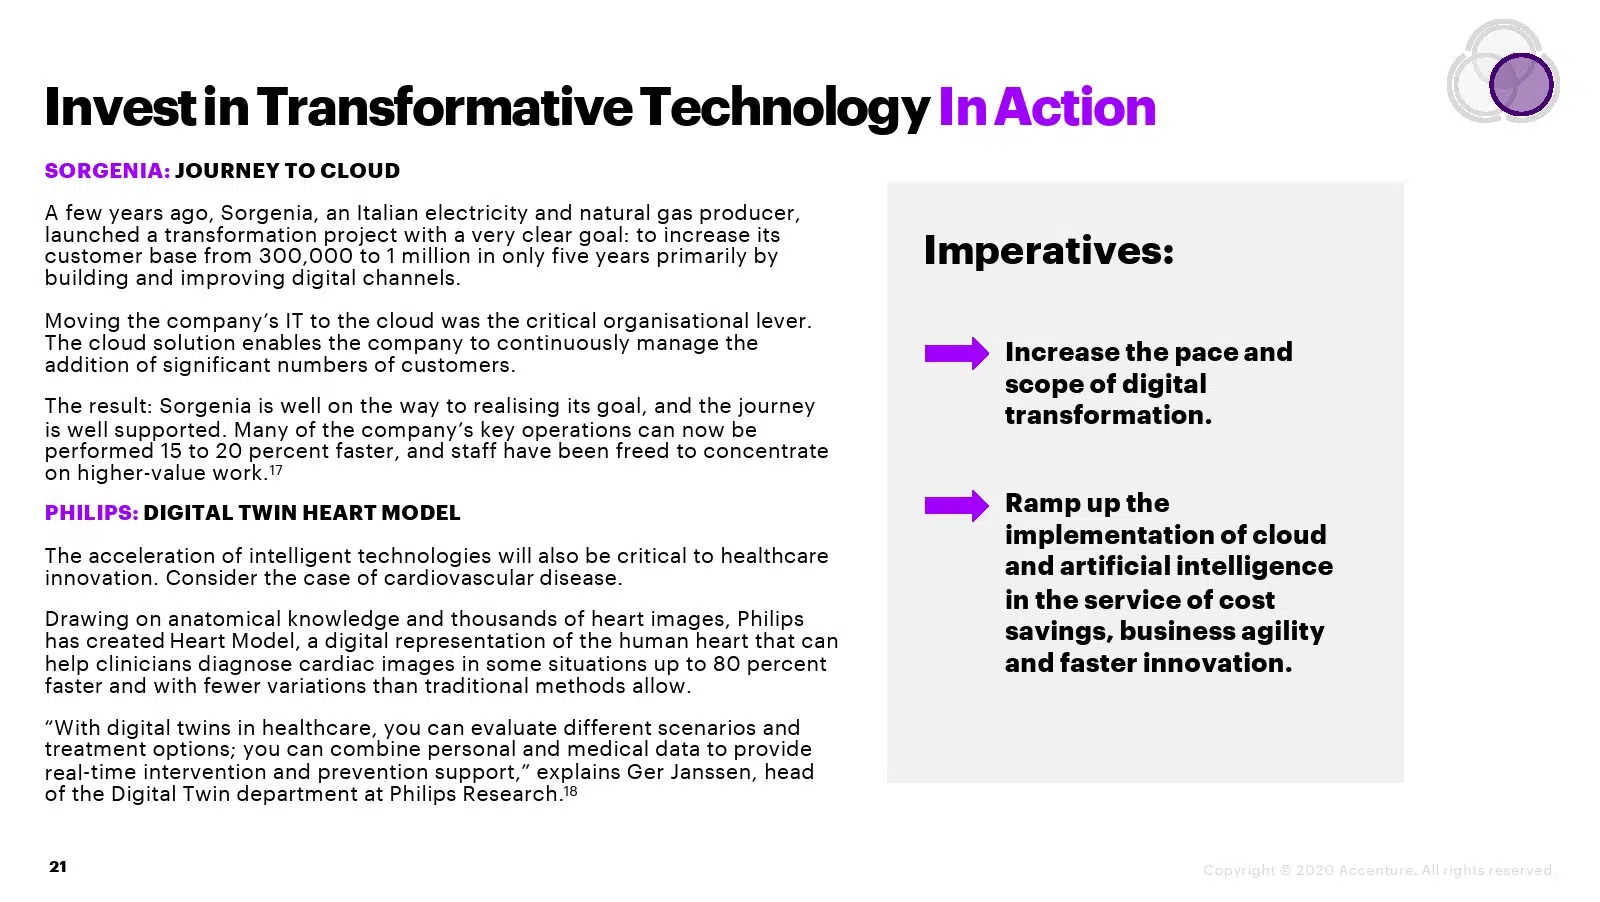 Invest in Transformative Technology In Action
SORGENIA: JOURNEY TO CLOUD
A few years ago, Sorgenia, an Italian electricity and natural gas producer,
launched a transformation project with a very clear goal: to increase its
customer base from 300,000 to 1 million in only five years primarily by
building and improving digital channels.
Moving the company’s IT to the cloud was the critical organisational lever.
The cloud solution enables the company to continuously manage the
addition of significant numbers of customers.
The result: Sorgenia is well on the way to realising its goal, and the journey
is well supported. Many of the company’s key operations can now be
performed 15 to 20 percent faster, and staff have been freed to concentrate
on higher-value work.17
PHILIPS: DIGITAL TWIN HEART MODEL
The acceleration of intelligent technologies will also be critical to healthcare
innovation. Consider the case of cardiovascular disease.
Drawing on anatomical knowledge and thousands of heart images, Philips
has created Heart Model, a digital representation of the human heart that can
help clinicians diagnose cardiac images in some situations up to 80 percent
faster and with fewer variations than traditional methods allow.
“With digital twins in healthcare, you can evaluate different scenarios and
treatment options; you can combine personal and medical data to provide
real-time intervention and prevention support,” explains Ger Janssen, head
of the Digital Twin department at Philips Research.18
Imperatives:
Increase the pace and
scope of digital
transformation.
Ramp up the
implementation of cloud
and artificial intelligence
in the service of cost
savings, business agility
and faster innovation.
21
Copyright © 2020 Accenture. All rights reserved.